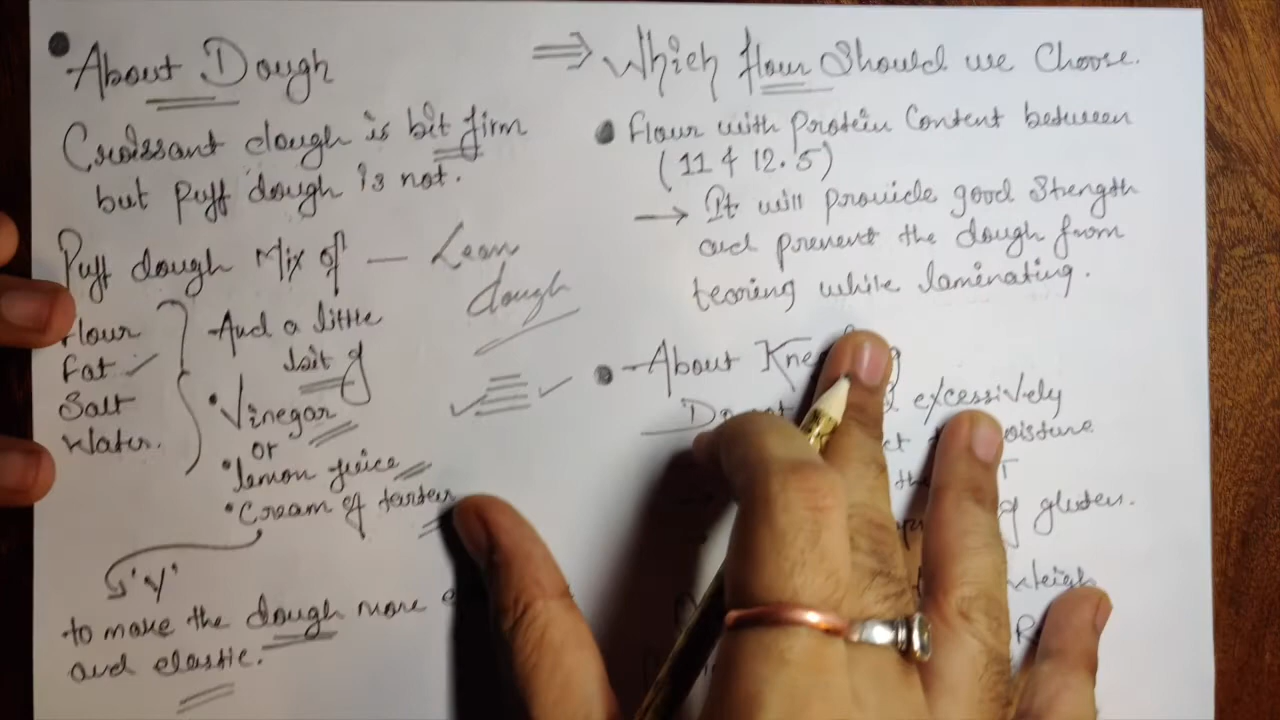 About Dough
Croissant dough is bit firm
but puff dough is not.
Puff dough Mix of — Lean
dough
Flour
Fat
Salt
Water.
And a little
bit of
Vinegar
or
lemon juice
Cream of tarter
'Y'
to make the dough more
and elastic.
⇒ Which flour Should we Choose.
Flour with protein Content between
(11 & 12.5)
→ It will provide good Strength
and prevent the dough from
tearing while laminating.
About
excessively
gluten.